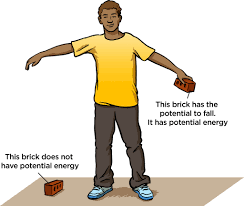 This brick has the
potential to fall.
It has potential energy
This brick does not
have potential energy